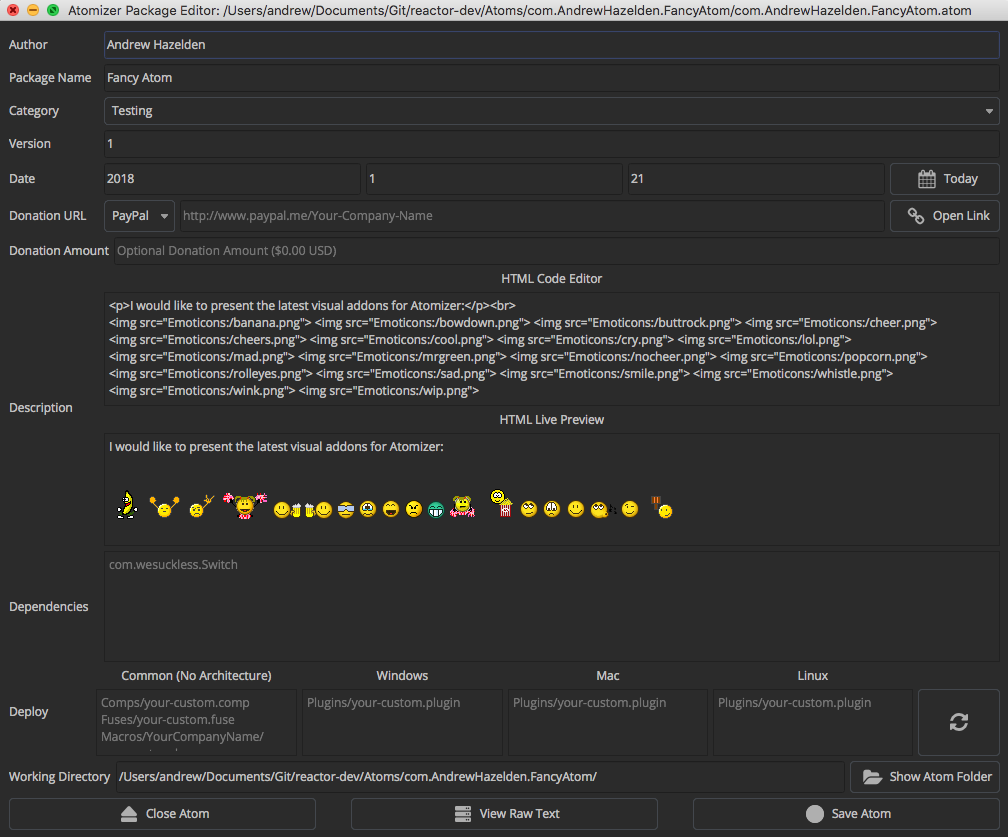 Atomizer Package Editor: /Users/andrew/Documents/Git/reactor-dev/Atoms/com.AndrewHazelden.FancyAtom/com.AndrewHazelden.FancyAtom.atom
Author Andrew Hazelden
Package Name Fancy Atom
Category Testing
Version 1
Date 2018 1 21 Today
Donation URL PayPal http://www.paypal.me/Your-Company-Name Open Link
Donation Amount Optional Donation Amount ($0.00 USD)
HTML Code Editor
<p>I would like to present the latest visual addons for Atomizer:</p><br>
<img src="Emoticons:/banana.png"> <img src="Emoticons:/bowdown.png"> <img src="Emoticons:/buttrock.png"> <img src="Emoticons:/cheer.png">
<img src="Emoticons:/cheers.png"> <img src="Emoticons:/cool.png"> <img src="Emoticons:/cry.png"> <img src="Emoticons:/lol.png">
<img src="Emoticons:/mad.png"> <img src="Emoticons:/mrgreen.png"> <img src="Emoticons:/nocheer.png"> <img src="Emoticons:/popcorn.png">
<img src="Emoticons:/rolleyes.png"> <img src="Emoticons:/sad.png"> <img src="Emoticons:/smile.png"> <img src="Emoticons:/whistle.png">
<img src="Emoticons:/wink.png"> <img src="Emoticons:/wip.png">
Description
HTML Live Preview
I would like to present the latest visual addons for Atomizer:
com.wesuckless.Switch
Dependencies
Common (No Architecture) Windows Mac Linux
Deploy
Comps/your-custom.comp
Fuses/your-custom.fuse
Macros/YourCompanyName/
Plugins/your-custom.plugin
Plugins/your-custom.plugin
Plugins/your-custom.plugin
Working Directory /Users/andrew/Documents/Git/reactor-dev/Atoms/com.AndrewHazelden.FancyAtom/ Show Atom Folder
Close Atom View Raw Text Save Atom